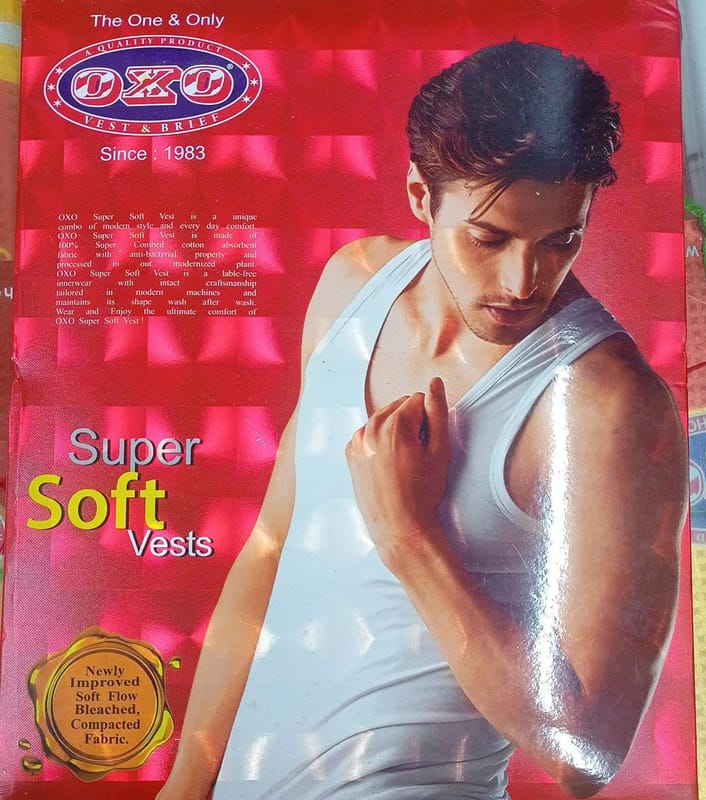 The One & Only
A QUALITY PRODUCT
OXO®
VEST & BRIEF
Since : 1983
OXO Super Soft Vest is a unique
combo of modern style and every day comfort.
OXO Super Soft Vest is made of
100% Super Combed cotton absorbent
fabric with anti-bacterial property and
processed in our modernized plant.
OXO Super Soft Vest is a lable-free
innerwear with intact craftsmanship
tailored in modern machines and
maintains its shape wash after wash.
Wear and Enjoy the ultimate comfort of
OXO Super Soft Vest !
Super
Soft
Vests
Newly
Improved
Soft Flow
Bleached,
Compacted
Fabric.